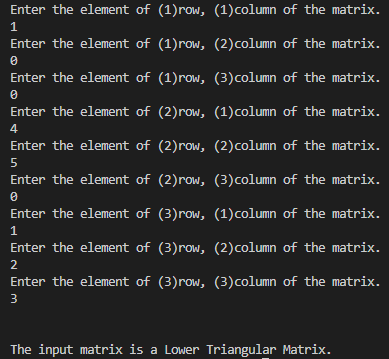 Enter the element of (1)row, (1)column of the matrix.
1
Enter the element of (1)row, (2)column of the matrix.
0
Enter the element of (1)row, (3)column of the matrix.
0
Enter the element of (2)row, (1)column of the matrix.
4
Enter the element of (2)row, (2)column of the matrix.
5
Enter the element of (2)row, (3)column of the matrix.
0
Enter the element of (3)row, (1)column of the matrix.
1
Enter the element of (3)row, (2)column of the matrix.
2
Enter the element of (3)row, (3)column of the matrix.
3
The input matrix is a Lower Triangular Matrix.